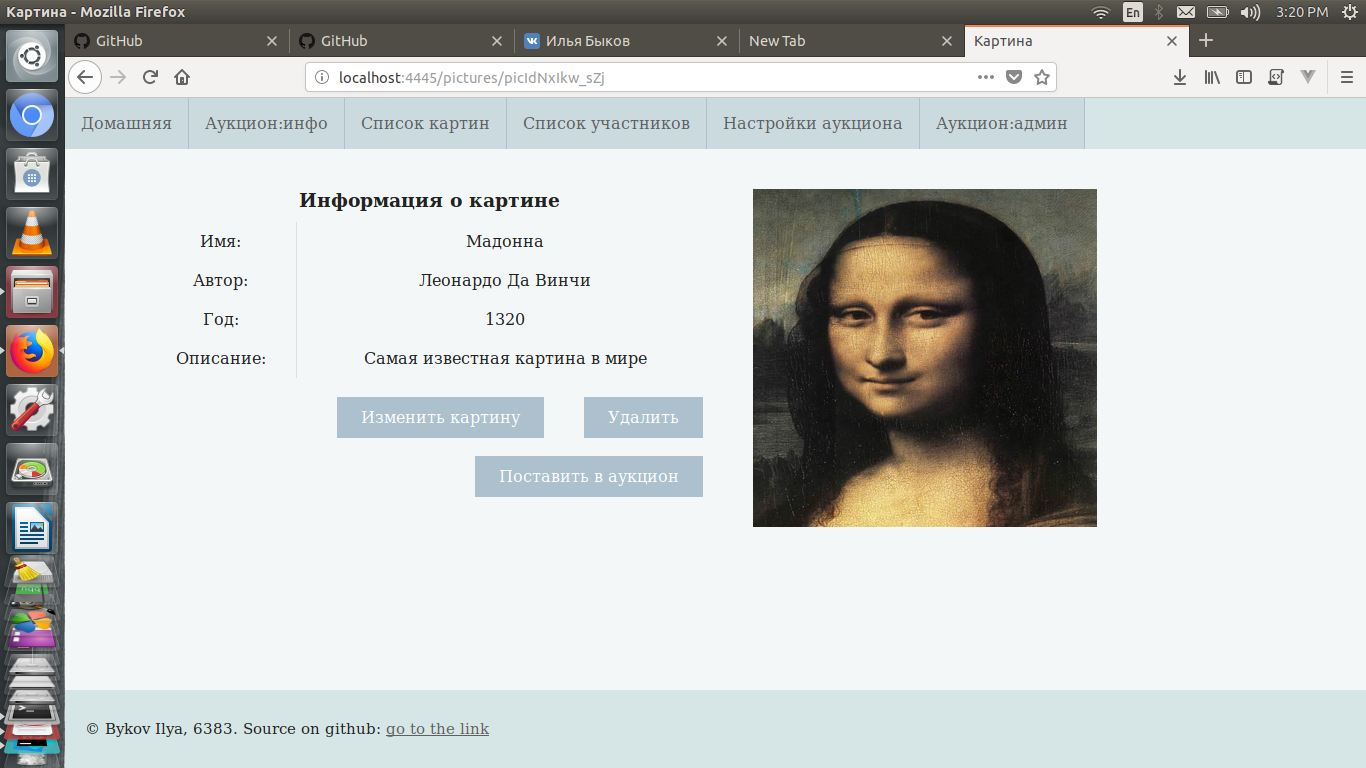 Картина - Mozilla Firefox
En
3:20 PM
GitHub
GitHub
Илья Быков
New Tab
Картина
localhost:4445/pictures/picIdNxIkw_sZj
Домашняя
Аукцион:инфо
Список картин
Список участников
Настройки аукциона
Аукцион:админ
Информация о картине
Имя: Мадонна
Автор: Леонардо Да Винчи
Год: 1320
Описание: Самая известная картина в мире
Изменить картину
Удалить
Поставить в аукцион
© Bykov Ilya, 6383. Source on github: go to the link